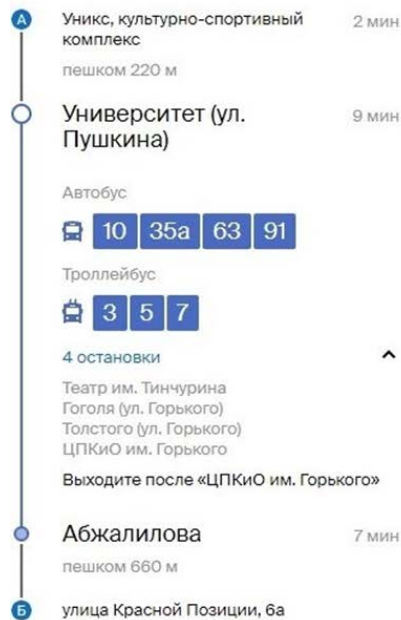 А
Уникс, культурно-спортивный
2 мин
комплекс
пешком 220 м
Университет (ул.
9 мин
Пушкина)
Автобус
10 35а 63 91
Троллейбус
3 5 7
4 остановки
Театр им. Тинчурина
Гоголя (ул. Горького)
Толстого (ул. Горького)
ЦПКиО им. Горького
Выходите после «ЦПКиО им. Горького»
Абжалилова
7 мин
пешком 660 м
Б
улица Красной Позиции, 6а